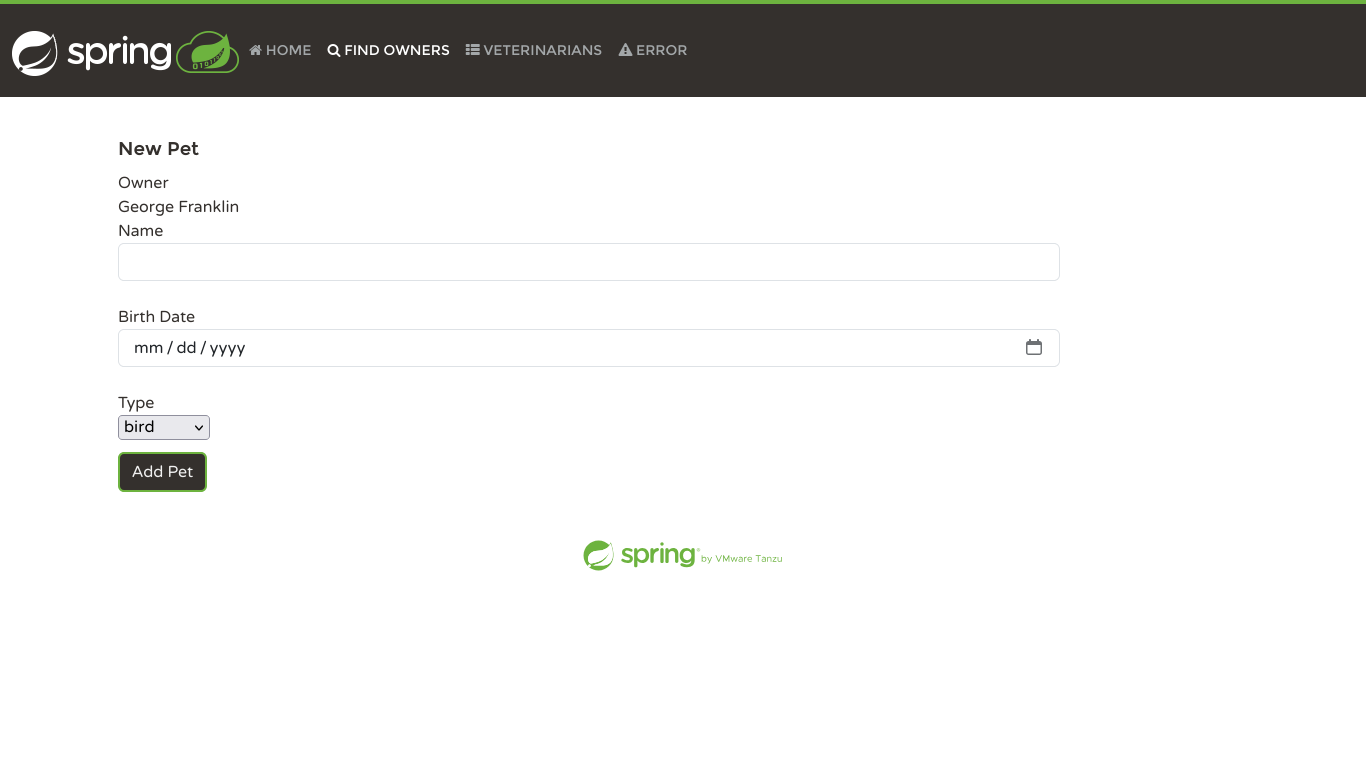 spring HOME FIND OWNERS VETERINARIANS ERROR
New Pet
Owner
George Franklin
Name
Birth Date
mm / dd / yyyy
Type
bird
Add Pet
spring by VMware Tanzu